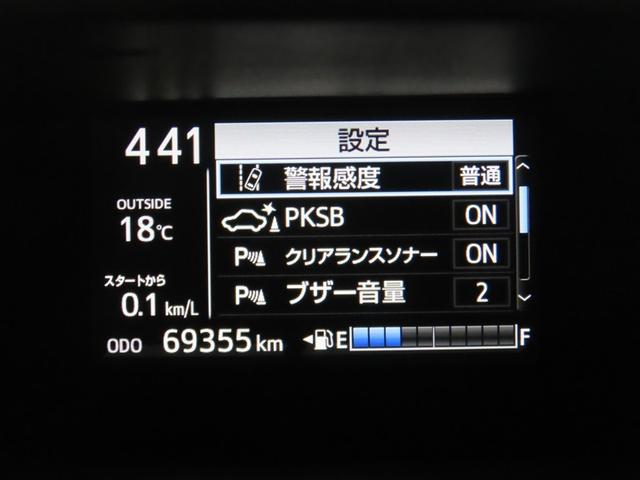 4 41
設定
警報感度 普通
OUTSIDE
18℃
PKSB ON
P クリアランスソナー ON
スタートから
0.1 km/L
P ブザー音量 2
ODO 69355 km E F